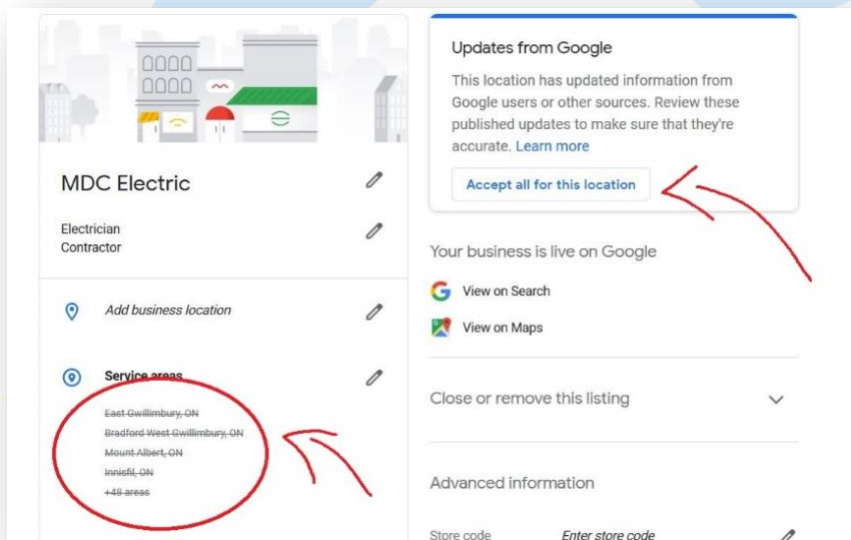 MDC Electric
Electrician
Contractor
Add business location
Service areas
East Gwillimbury, ON
Bradford West Gwillimbury, ON
Mount Albert, ON
Innisfil, ON
+48 areas
Updates from Google
This location has updated information from
Google users or other sources. Review these
published updates to make sure that they're
accurate. Learn more
Accept all for this location
Your business is live on Google
View on Search
View on Maps
Close or remove this listing
Advanced information
Store code Enter store code